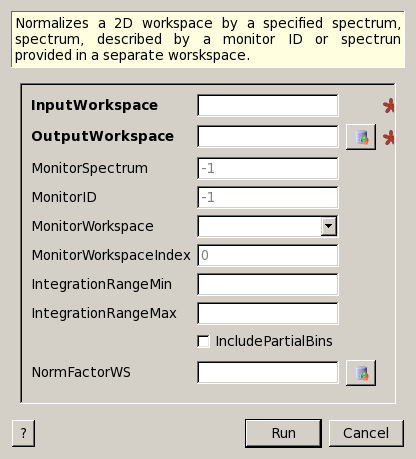 Normalizes a 2D workspace by a specified spectrum,
spectrum, described by a monitor ID or spectrun
provided in a separate worskspace.
InputWorkspace
OutputWorkspace
MonitorSpectrum -1
MonitorID -1
MonitorWorkspace
MonitorWorkspaceIndex 0
IntegrationRangeMin
IntegrationRangeMax
IncludePartialBins
NormFactorWS
? Run Cancel